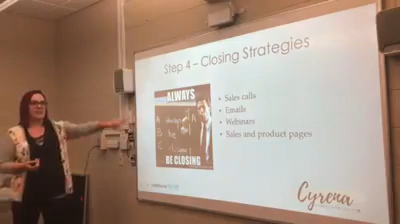 Step 4 – Closing Strategies
ALWAYS
A
B
C
BE CLOSING
• Sales calls
• Emails
• Webinars
• Sales and product pages
Cyrena